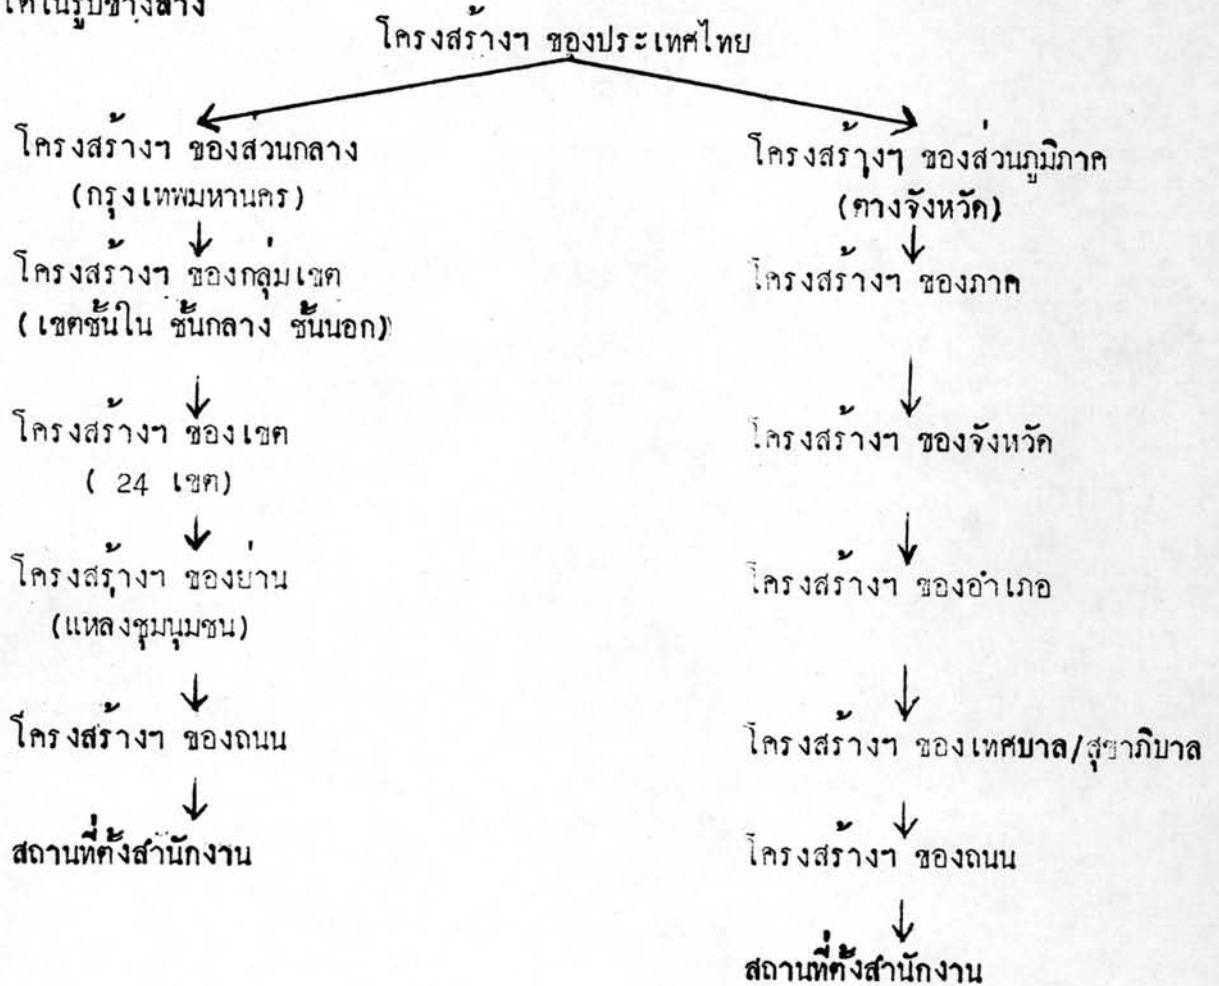 ได้ในรูปข้างล่าง
โครงสร้างฯ ของประเทศไทย
โครงสร้างฯ ของส่วนกลาง
(กรุงเทพมหานคร)
โครงสร้างฯ ของกลุ่มเขต
(เขตชั้นใน ชั้นกลาง ชั้นนอก)
โครงสร้างฯ ของเขต
( 24 เขต)
โครงสร้างฯ ของย่าน
(แหล่งชุมนุมชน)
โครงสร้างฯ ของถนน
สถานที่ตั้งสำนักงาน
โครงสร้างฯ ของส่วนภูมิภาค
(ต่างจังหวัด)
โครงสร้างฯ ของภาค
โครงสร้างฯ ของจังหวัด
โครงสร้างฯ ของอำเภอ
โครงสร้างฯ ของเทศบาล/สุขาภิบาล
โครงสร้างฯ ของถนน
สถานที่ตั้งสำนักงาน